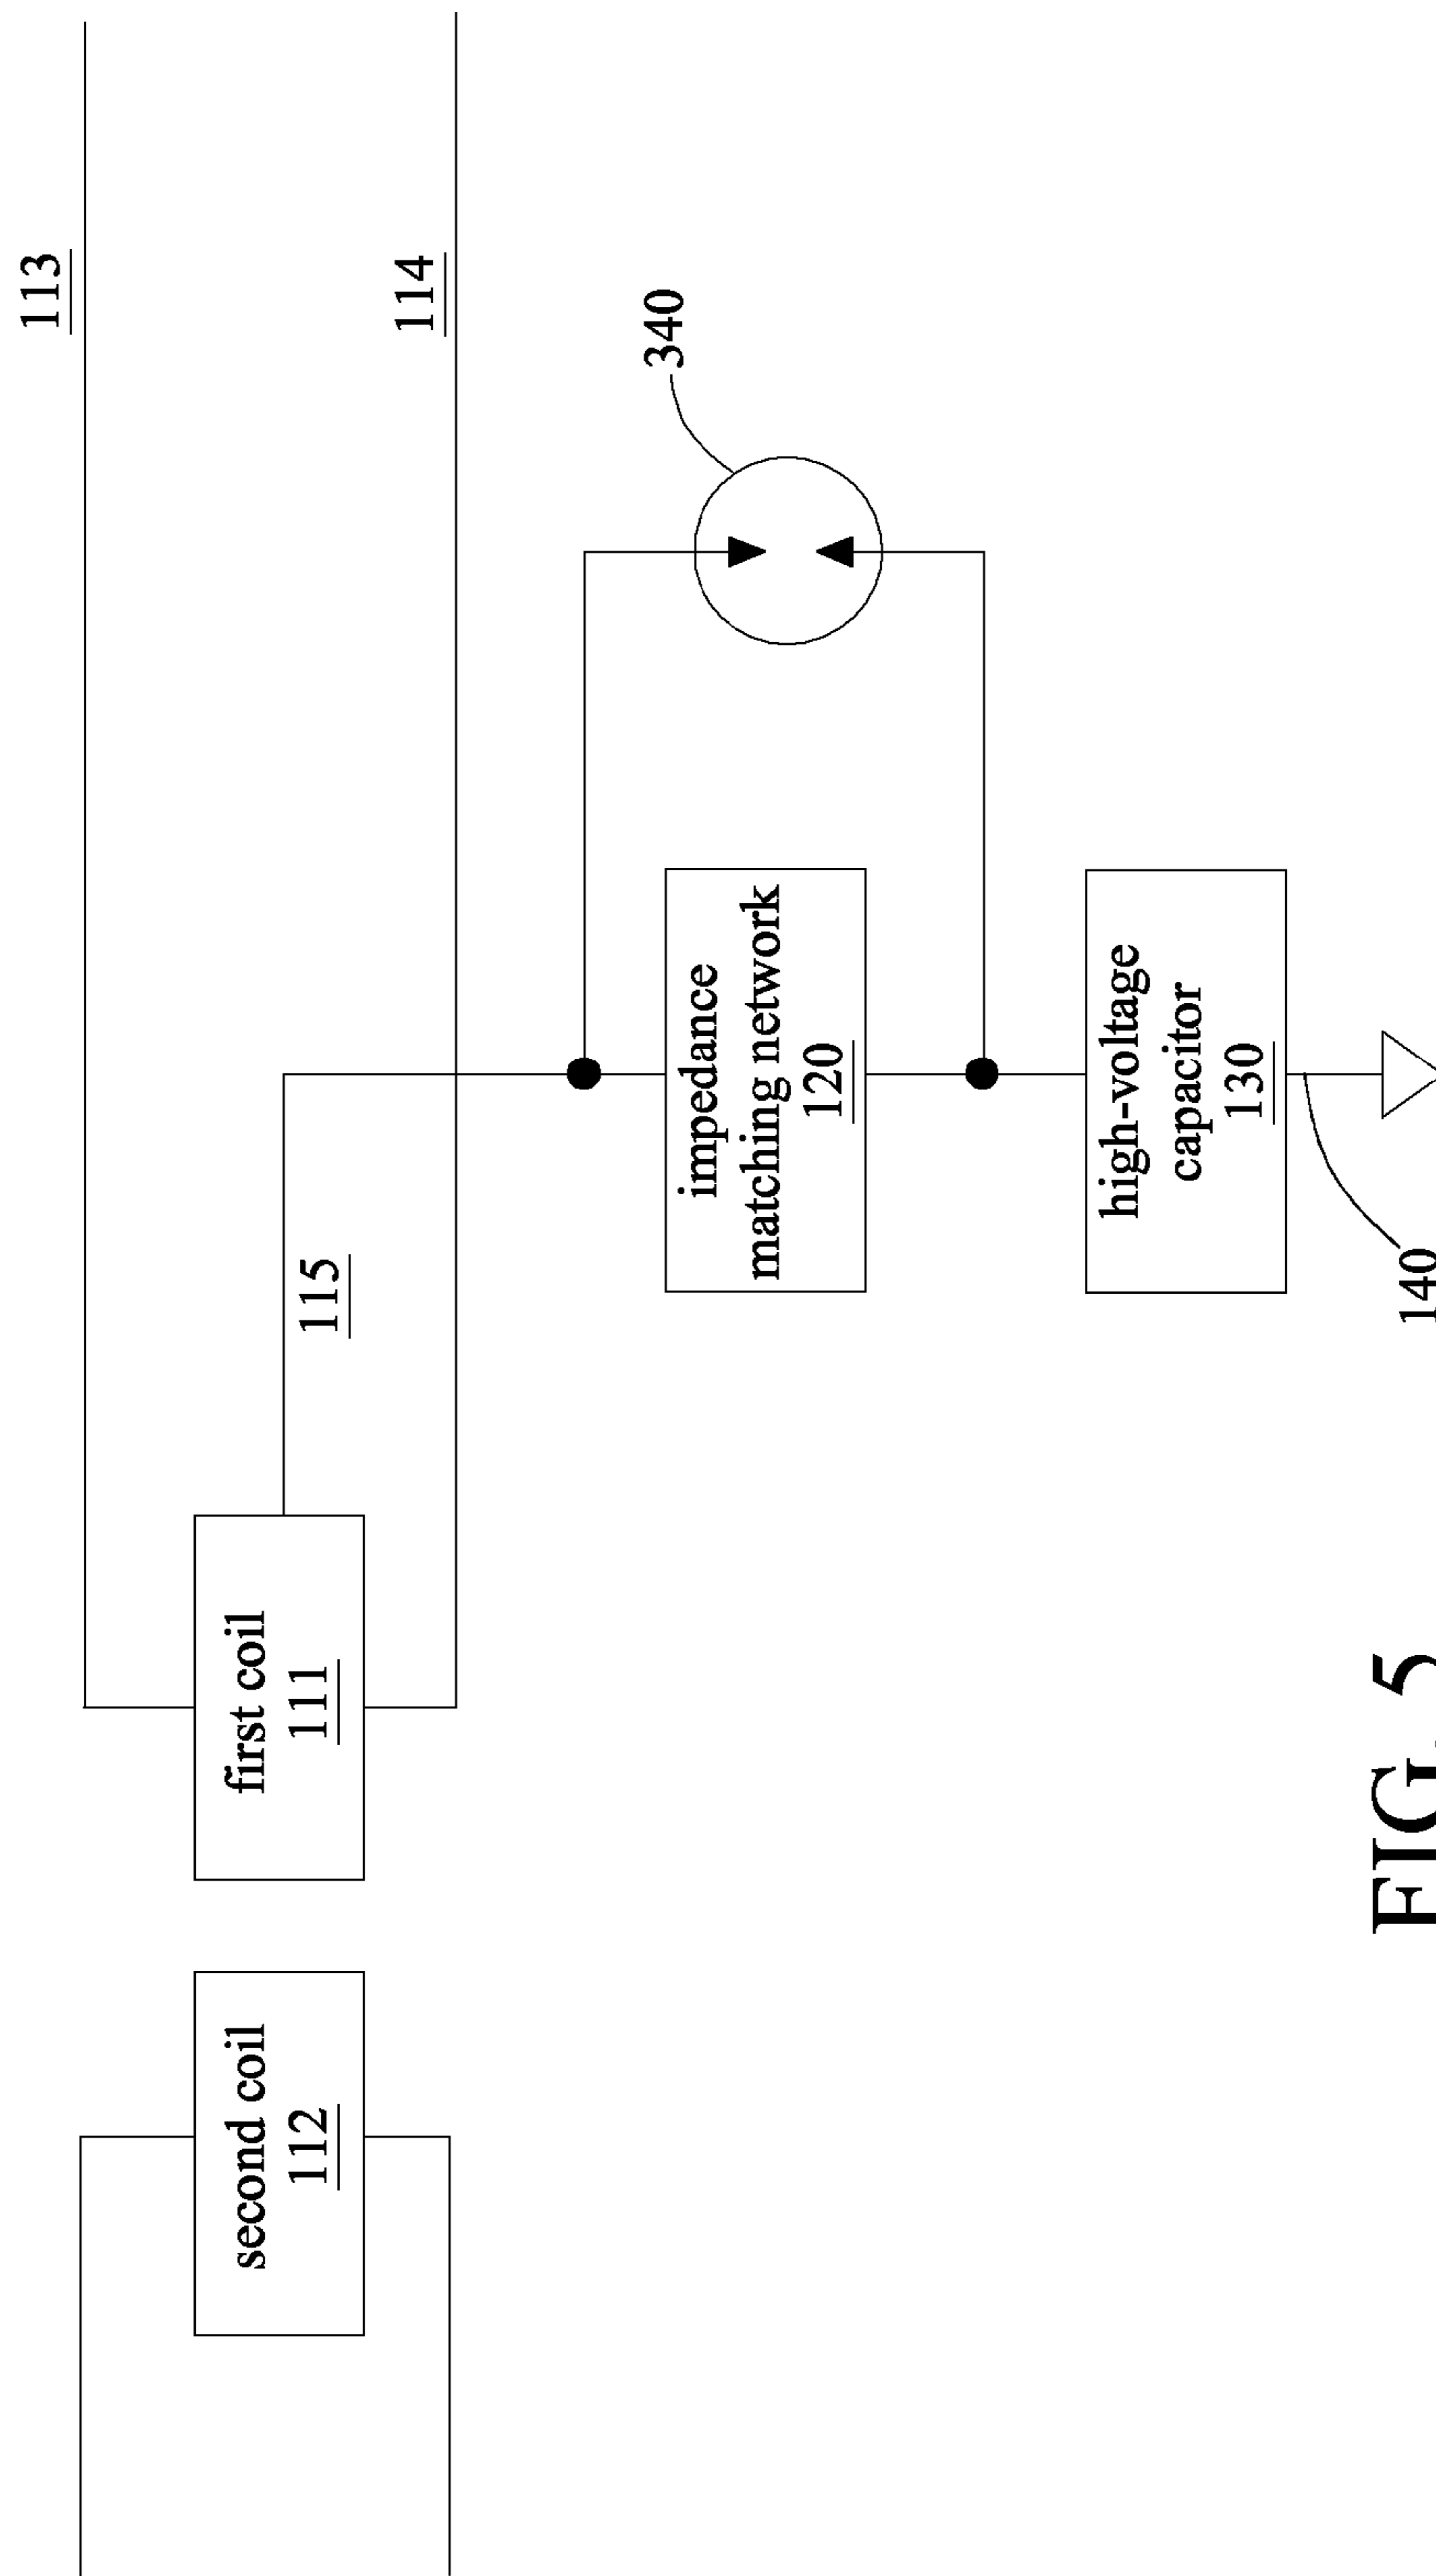 113
second coil
112
first coil
111
115
114
340
impedance
matching network
120
high-voltage
capacitor
130
140
FIG. 5